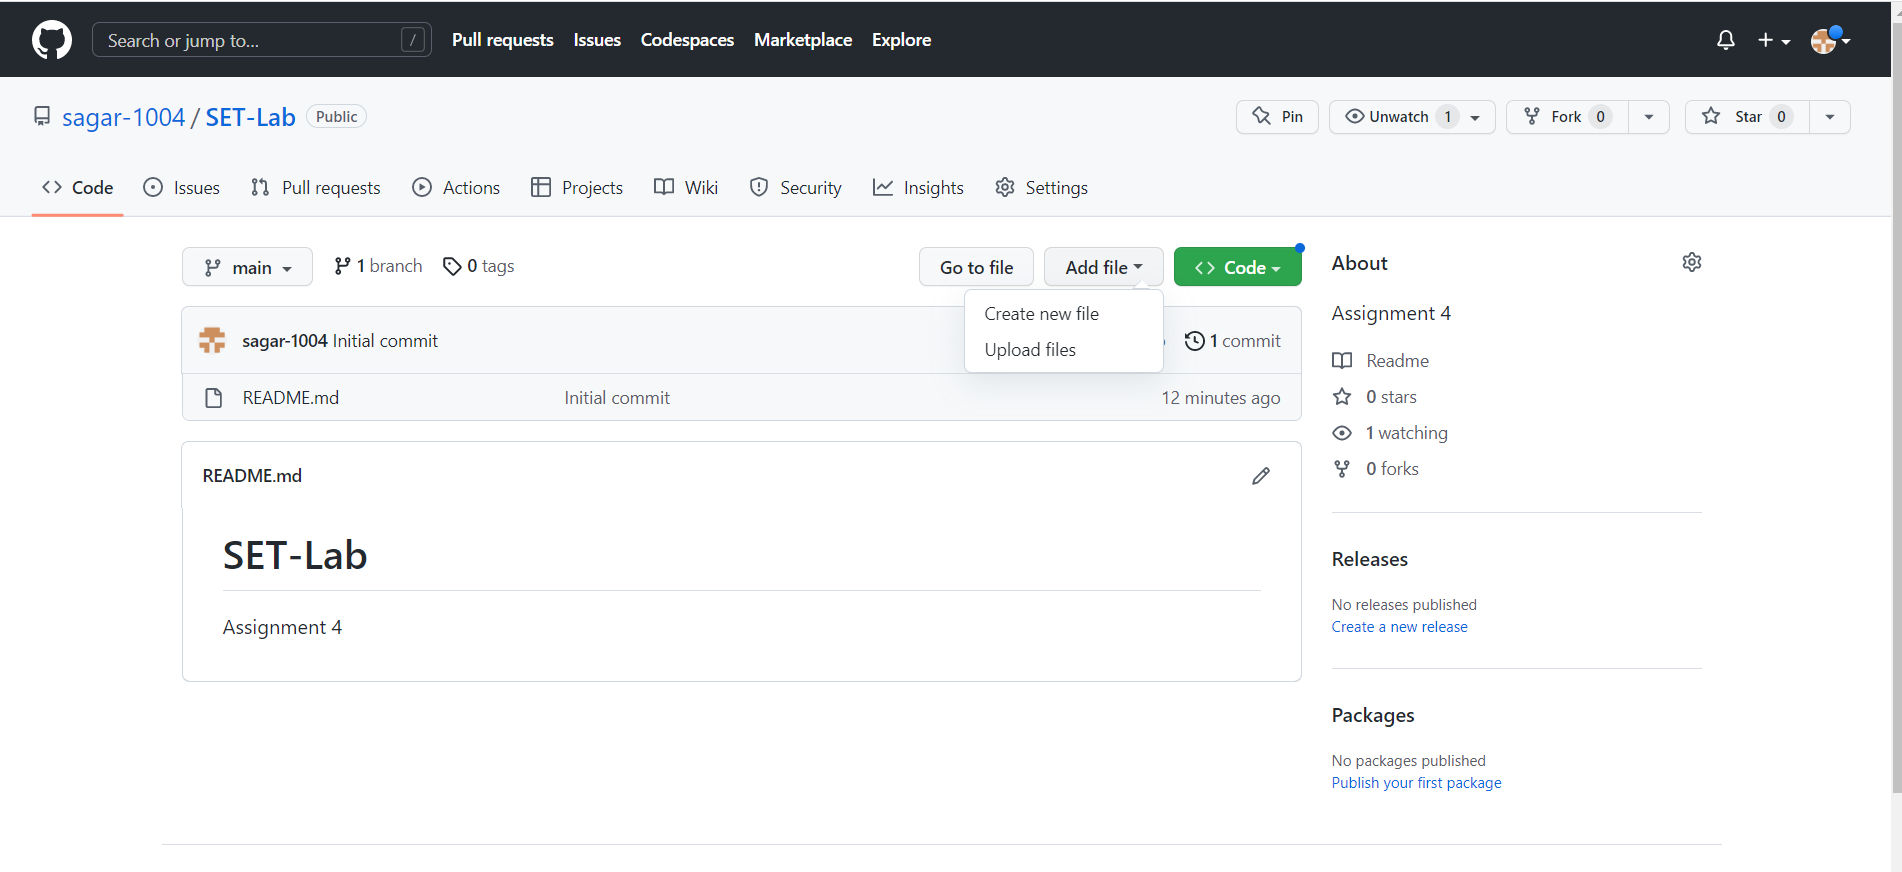 Search or jump to... / Pull requests Issues Codespaces Marketplace Explore
sagar-1004 / SET-Lab Public Pin Unwatch 1 Fork 0 Star 0
Code Issues Pull requests Actions Projects Wiki Security Insights Settings
main 1 branch 0 tags Go to file Add file Code
Create new file
Upload files
sagar-1004 Initial commit 1 commit
README.md Initial commit 12 minutes ago
README.md
SET-Lab
Assignment 4
About
Assignment 4
Readme
0 stars
1 watching
0 forks
Releases
No releases published
Create a new release
Packages
No packages published
Publish your first package